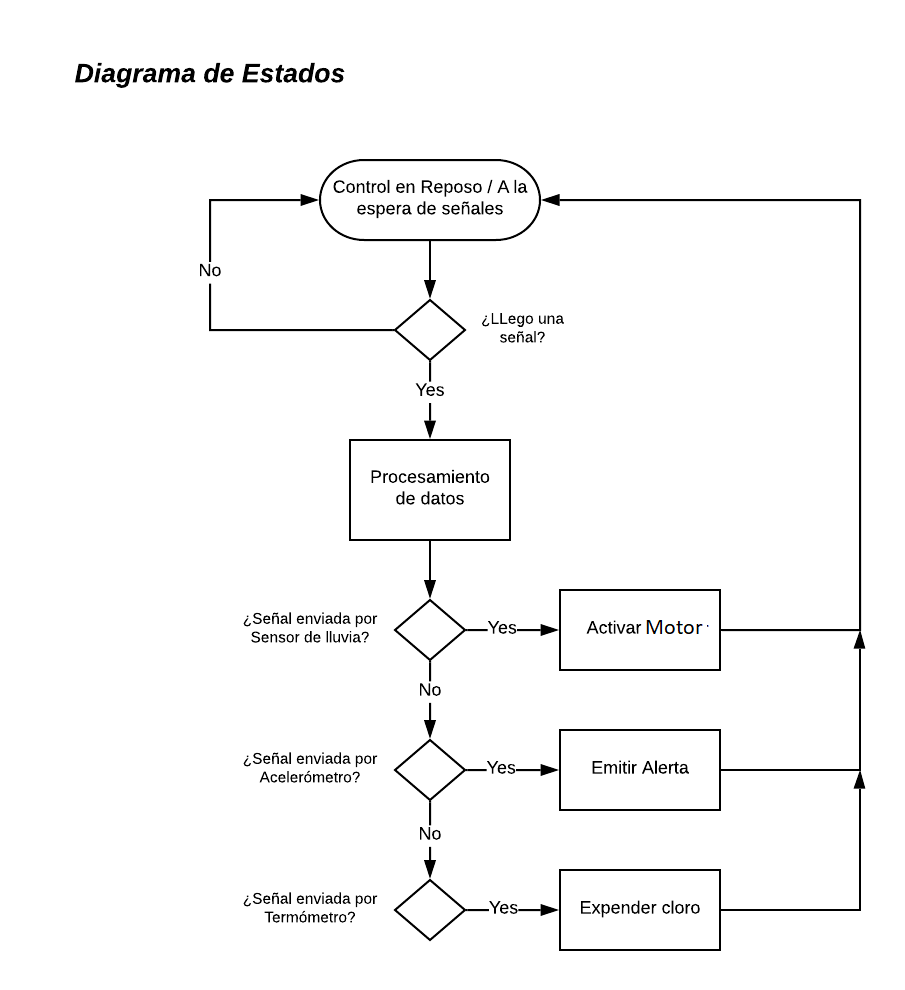 Diagrama de Estados
Control en Reposo / A la
espera de señales
No
¿LLego una
señal?
Yes
Procesamiento
de datos
¿Señal enviada por
Sensor de lluvia?
Yes
Activar Motor
No
¿Señal enviada por
Acelerómetro?
Yes
Emitir Alerta
No
¿Señal enviada por
Termómetro?
Yes
Expender cloro